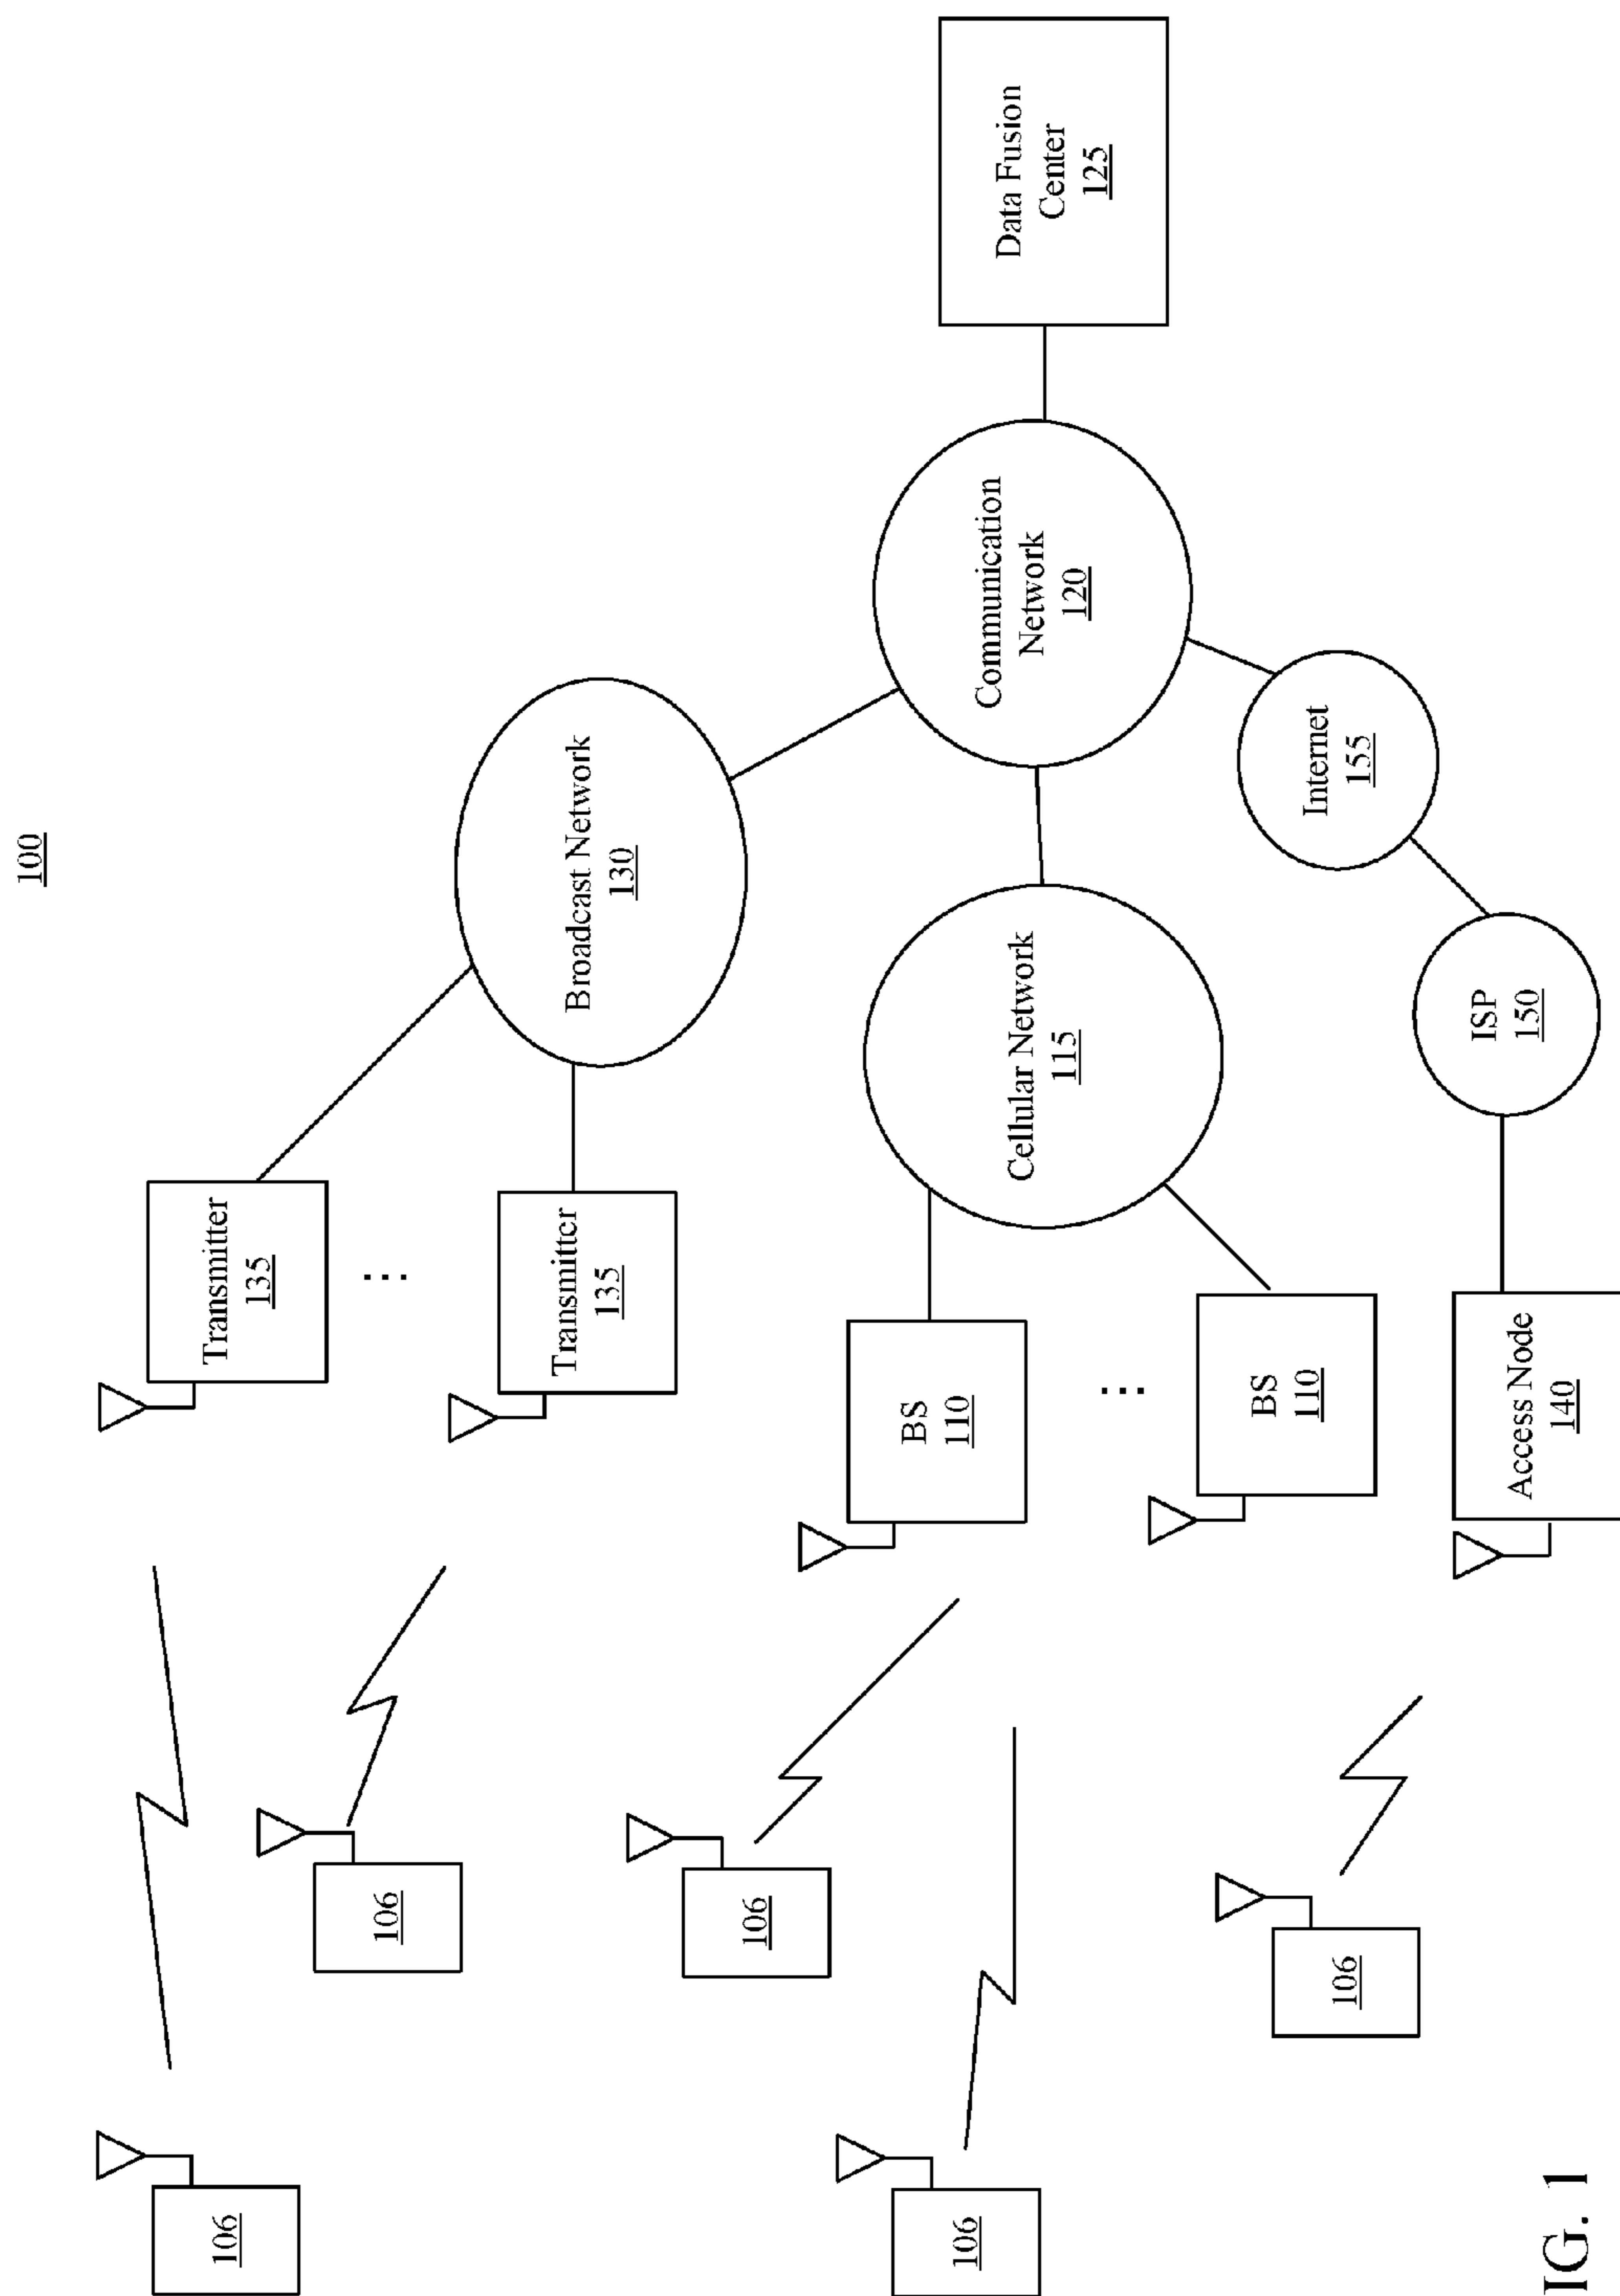 100
106
Transmitter
135
106
Transmitter
135
Broadcast Network
130
106
106
BS
110
Cellular Network
115
Communication
Network
120
Data Fusion
Center
125
106
BS
110
Internet
155
Access Node
140
ISP
150
IG. 1